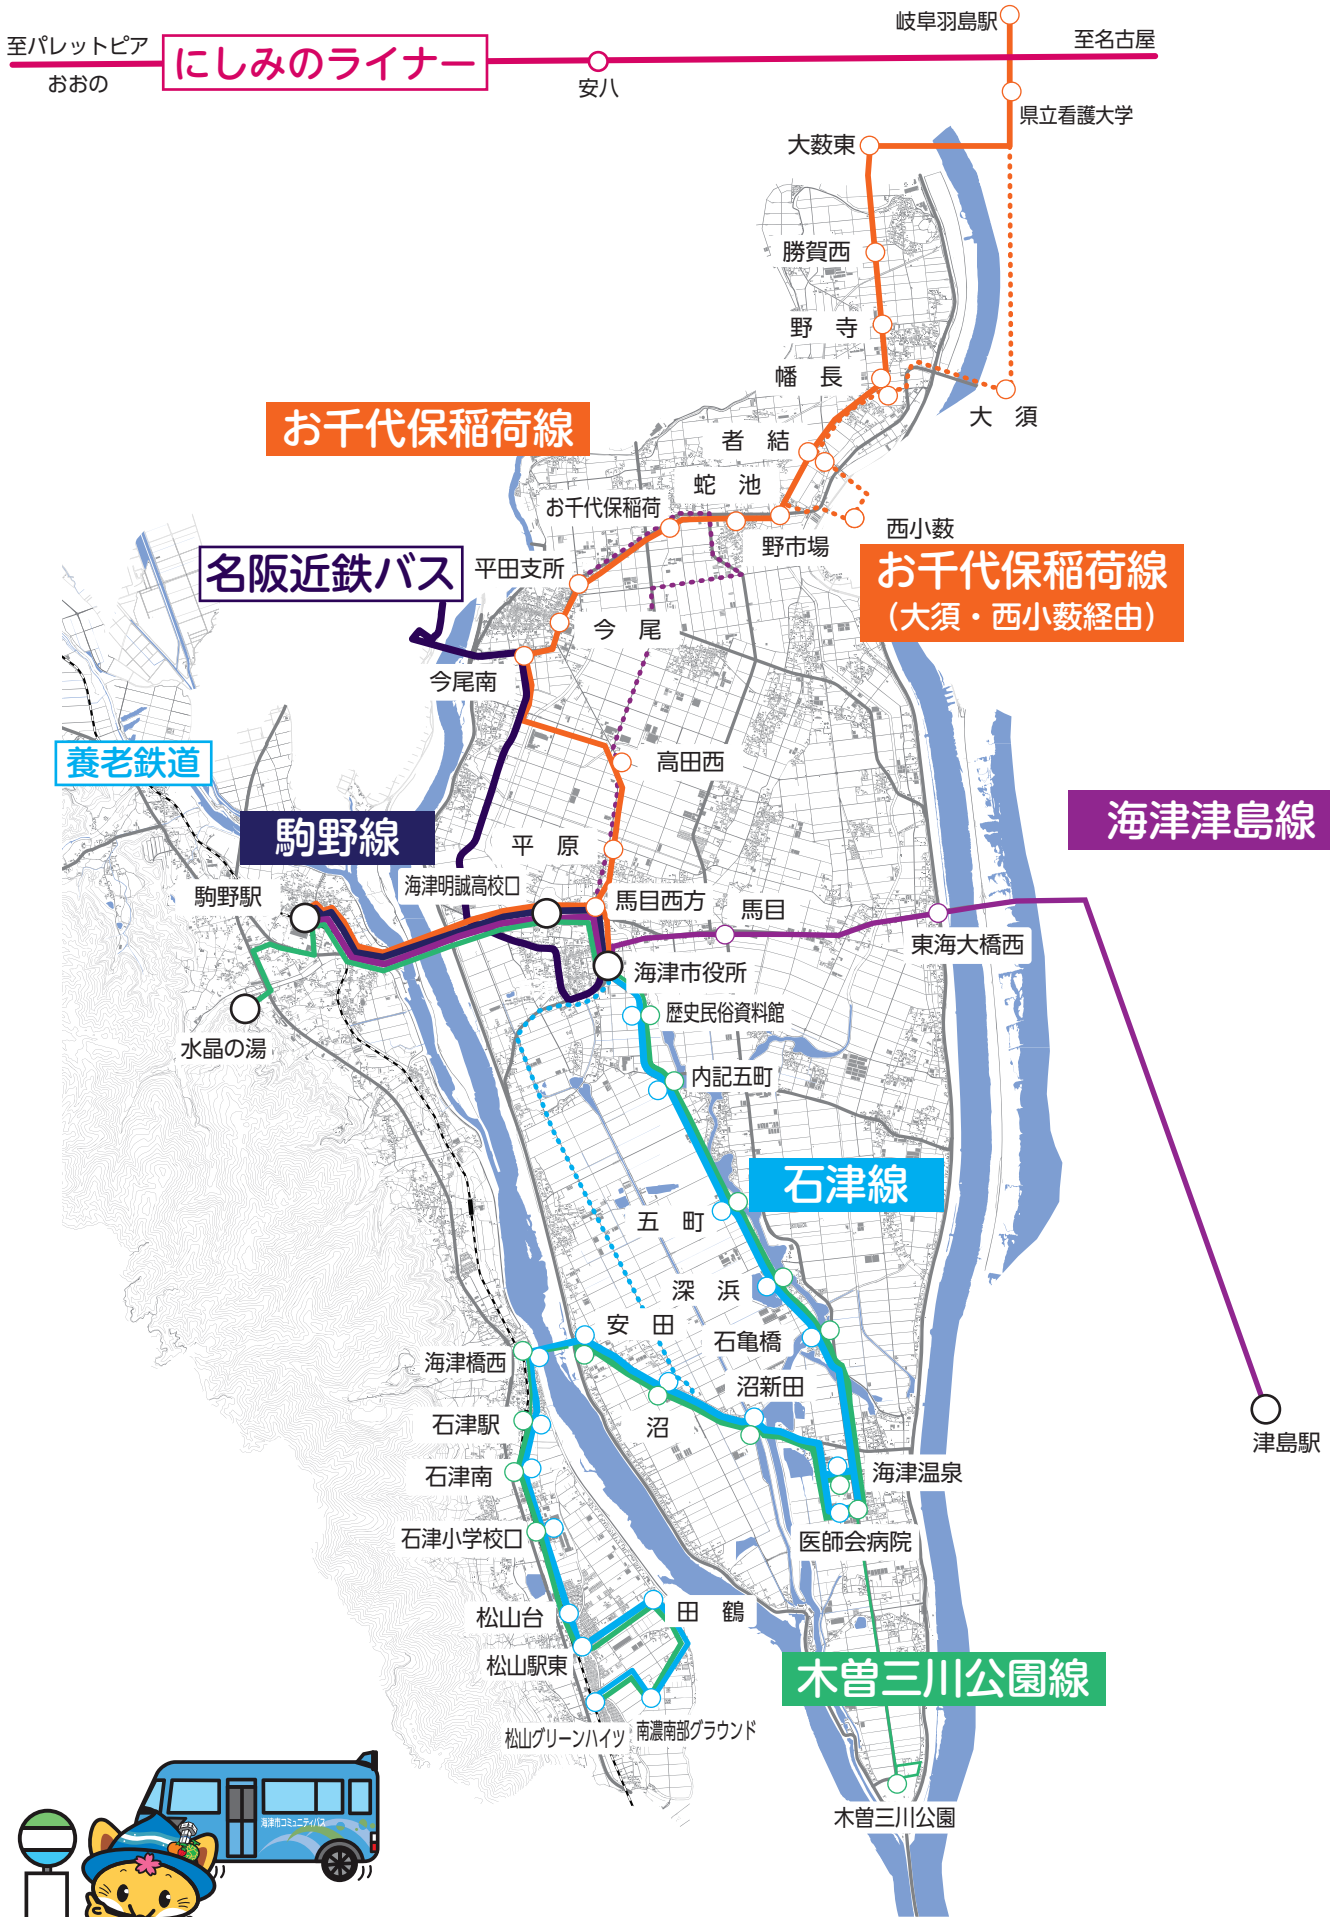 岐阜羽島駅
至パレットピア
おおの
にしみのライナー
安八
至名古屋
県立看護大学
大薮東
勝賀西
野寺
幡長
大須
お千代保稲荷線
者結
蛇池
お千代保稲荷
野市場
西小薮
名阪近鉄バス
平田支所
お千代保稲荷線
（大須・西小薮経由）
今尾
今尾南
養老鉄道
高田西
駒野線
平原
海津津島線
海津明誠高校口
駒野駅
馬目西方
馬目
東海大橋西
海津市役所
歴史民俗資料館
水晶の湯
内記五町
石津線
五町
深浜
安田
石亀橋
海津橋西
沼新田
石津駅
沼
津島駅
石津南
海津温泉
石津小学校口
医師会病院
松山台
田鶴
松山駅東
木曽三川公園線
松山グリーンハイツ
南濃南部グラウンド
木曽三川公園
海津市コミュニティバス